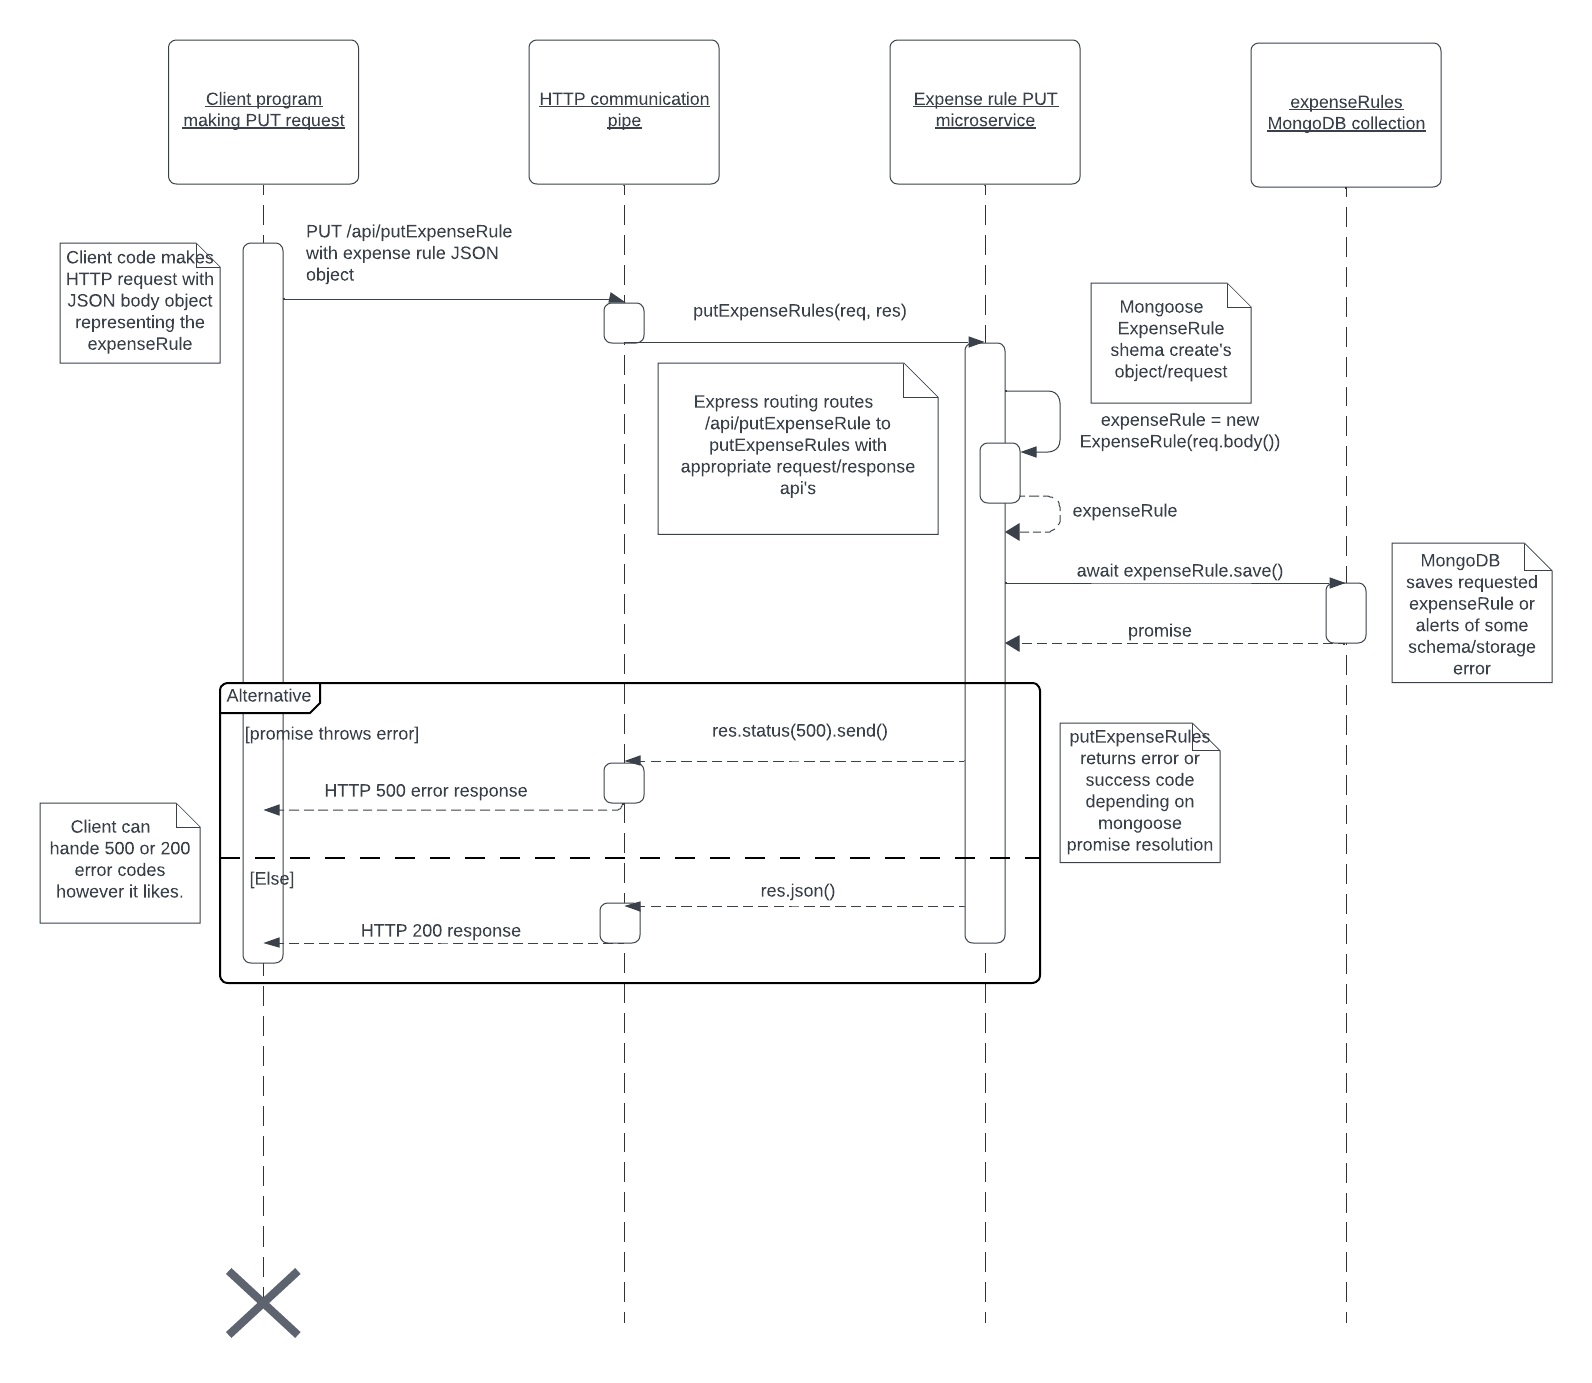 Client program
making PUT request
HTTP communication
pipe
Expense rule PUT
microservice
expenseRules
MongoDB collection
PUT /api/putExpenseRule
with expense rule JSON
object
Client code makes
HTTP request with
JSON body object
representing the
expenseRule
putExpenseRules(req, res)
Mongoose
ExpenseRule
shema create's
object/request
Express routing routes
/api/putExpenseRule to
putExpenseRules with
appropriate request/response
api's
expenseRule = new
ExpenseRule(req.body())
expenseRule
await expenseRule.save()
promise
MongoDB
saves requested
expenseRule or
alerts of some
schema/storage
error
Alternative
[promise throws error]
res.status(500).send()
HTTP 500 error response
putExpenseRules
returns error or
success code
depending on
mongoose
promise resolution
Client can
hande 500 or 200
error codes
however it likes.
[Else]
res.json()
HTTP 200 response